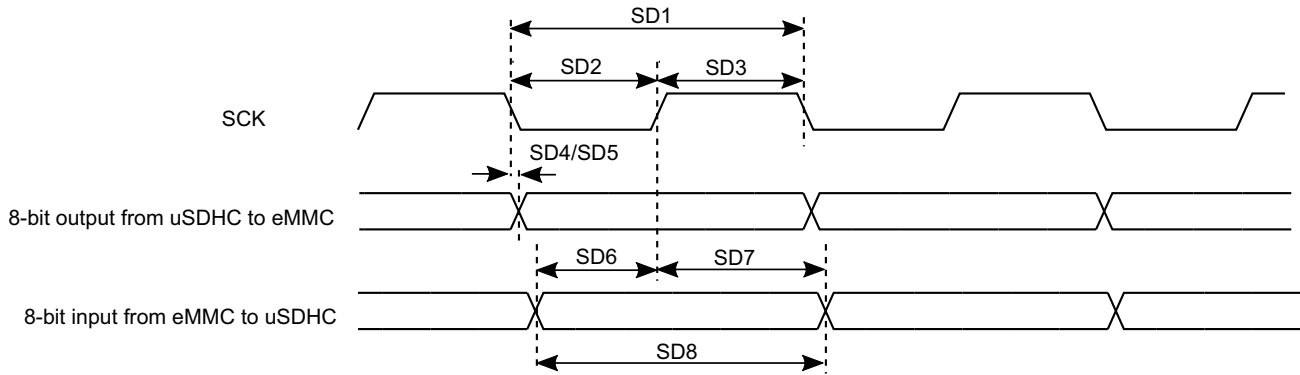 SD1
SD2
SD3
SCK
SD4/SD5
8-bit output from uSDHC to eMMC
SD6
SD7
8-bit input from eMMC to uSDHC
SD8